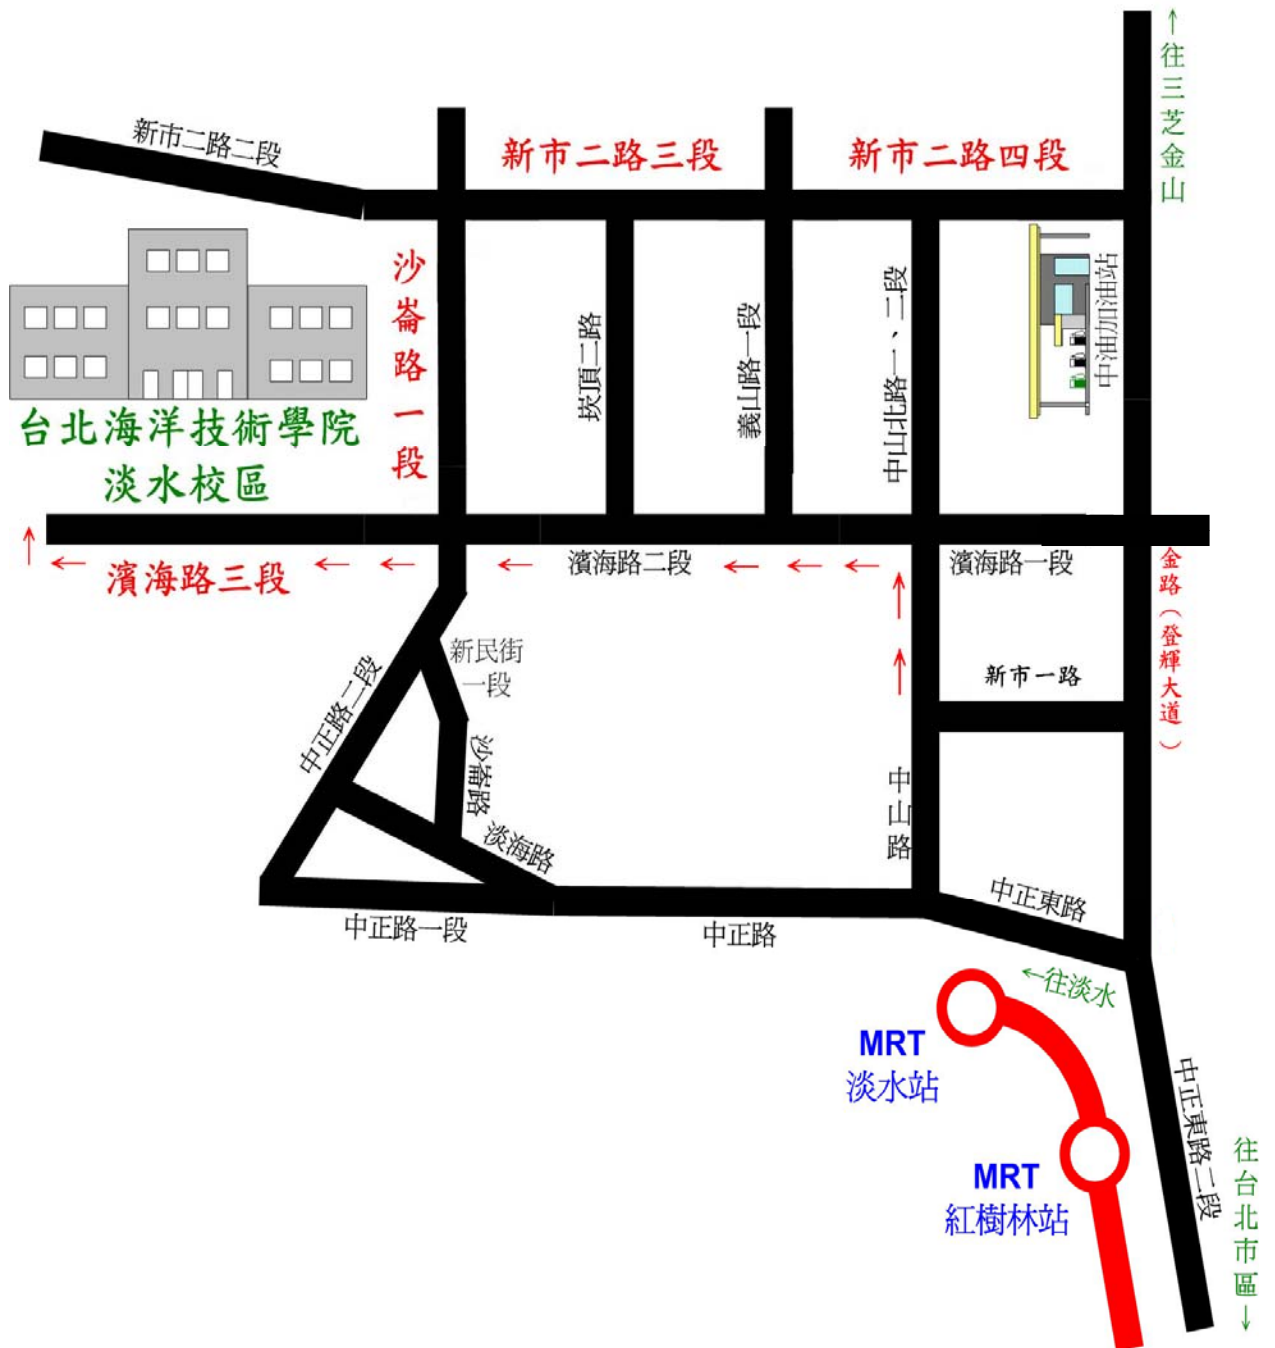 ↑往三芝金山
新市二路二段
新市二路三段
新市二路四段
沙崙路一段
崁頂二路
義山路一段
中山北路一、二段
中油加油站
台北海洋技術學院
淡水校區
濱海路三段
濱海路二段
濱海路一段
金路（登輝大道）
新民街
一段
新市一路
中正路二段
沙崙路
中山路
淡海路
中正東路
中正路一段
中正路
←往淡水
MRT
淡水站
中正東路二段
MRT
紅樹林站
往台北市區↓